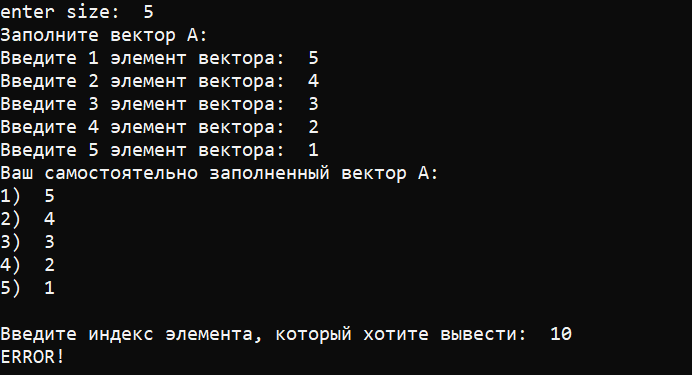 enter size:  5
Заполните вектор А:
Введите 1 элемент вектора:  5
Введите 2 элемент вектора:  4
Введите 3 элемент вектора:  3
Введите 4 элемент вектора:  2
Введите 5 элемент вектора:  1
Ваш самостоятельно заполненный вектор А:
1)  5
2)  4
3)  3
4)  2
5)  1
Введите индекс элемента, который хотите вывести:  10
ERROR!